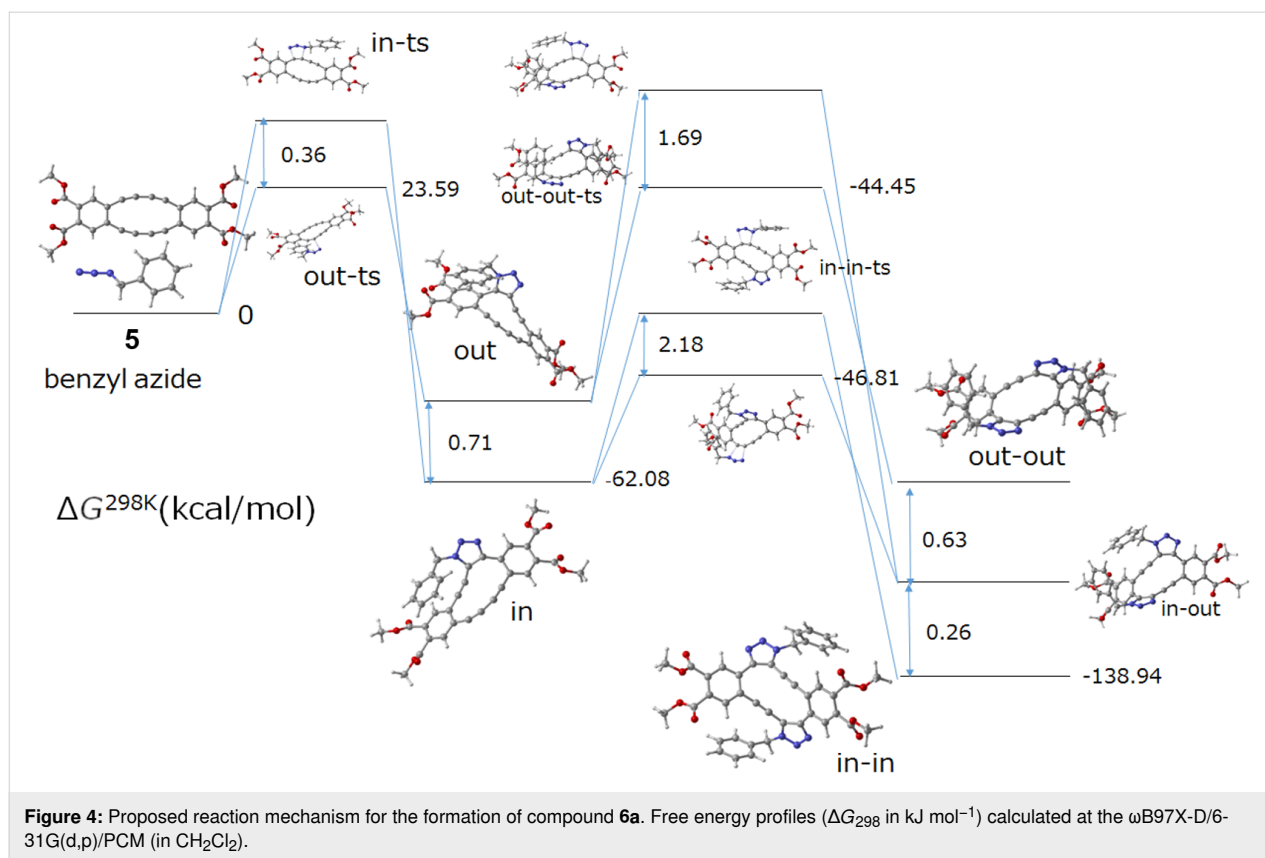 in-ts
0.36
23.59
out-ts
5
benzyl azide
0
out
0.71
-62.08
in
ΔG²⁹⁸ᴷ(kcal/mol)
1.69
-44.45
out-out-ts
in-in-ts
2.18
-46.81
out-out
0.63
in-out
0.26
-138.94
in-in
Figure 4: Proposed reaction mechanism for the formation of compound 6a. Free energy profiles (ΔG₂₉₈ in kJ mol⁻¹) calculated at the ωB97X-D/6-
31G(d,p)/PCM (in CH₂Cl₂).